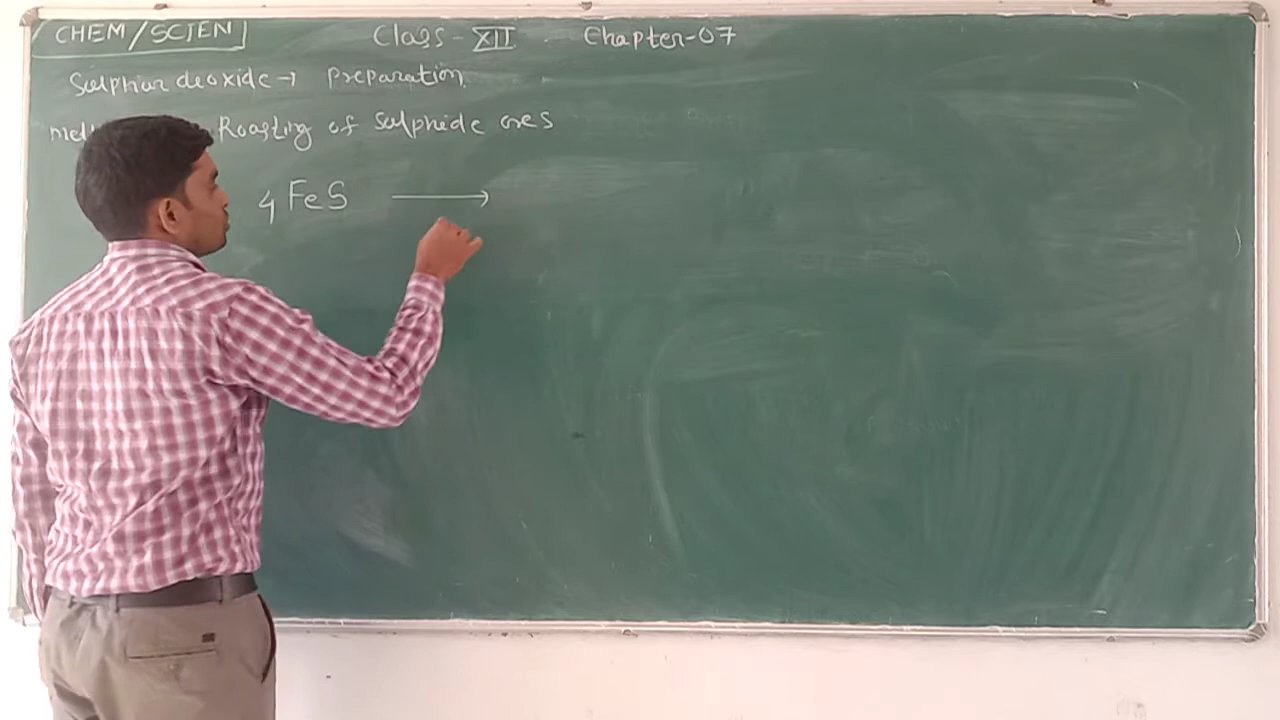 CHEM/SCIEN Class-XII Chapter-07
Sulphur deoxide → preparation.
Roasting of sulphide ores
4 FeS →